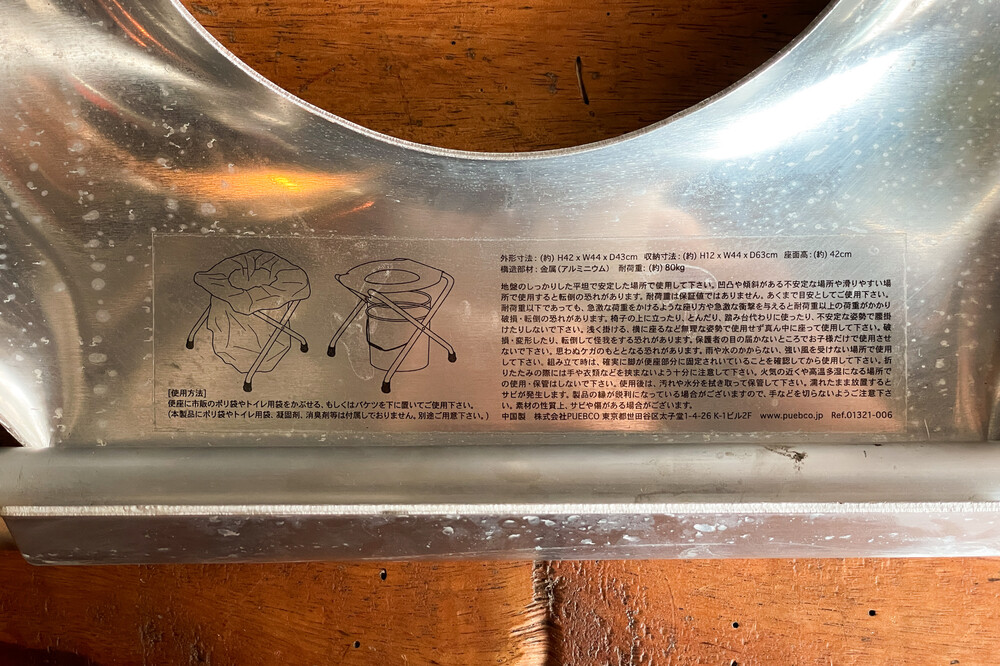 外形寸法：(約) H42 x W44 x D43cm 収納寸法：(約) H12 x W44 x D63cm 座面高：(約) 42cm
構造部材：金属(アルミニウム) 耐荷重：(約) 80kg
地盤のしっかりした平坦で安定した場所で使用して下さい。凹凸や傾斜がある不安定な場所や滑りやすい場
所で使用すると転倒の恐れがあります。耐荷重は保証値ではありません。あくまで目安としてご使用下さい。
耐荷重以下であっても、急激な荷重をかけるような座り方や急激な衝撃を与えると耐荷重以上の荷重がかかり
破損・転倒の恐れがあります。椅子の上に立ったり、とんだり、踏み台代わりに使ったり、不安定な姿勢で腰掛
けたりしないで下さい。浅く掛ける、横に座るなど無理な姿勢で使用せず真ん中に座って使用して下さい。破
損・変形したり、転倒して怪我をする恐れがあります。保護者の目の届かないところでお子様だけで使用させ
ないで下さい。思わぬケガのもととなる恐れがあります。雨や水のかからない、強い風を受けない場所で使用
して下さい。組み立て時は、確実に脚が便座部分に固定されていることを確認してから使用して下さい。折
りたたみの際には手や衣類などを挟まないよう十分に注意して下さい。火気の近くや高温多湿になる場所で
の使用・保管はしないで下さい。使用後は、汚れや水分を拭き取って保管して下さい。濡れたまま放置すると
サビが発生します。製品の縁が鋭利になっている場合がございますので、手などを切らないようご注意下さ
い。素材の性質上、サビや傷がある場合がございます。
中国製 株式会社PUEBCO 東京都世田谷区太子堂1-4-26 K-1ビル2F www.puebco.jp Ref.01321-006
[使用方法]
便座に市販のポリ袋やトイレ用袋をかぶせる、もしくはバケツを下に置いてご使用下さい。
(本製品にポリ袋やトイレ用袋、凝固剤、消臭剤等は付属しておりません。別途ご用意下さい。)